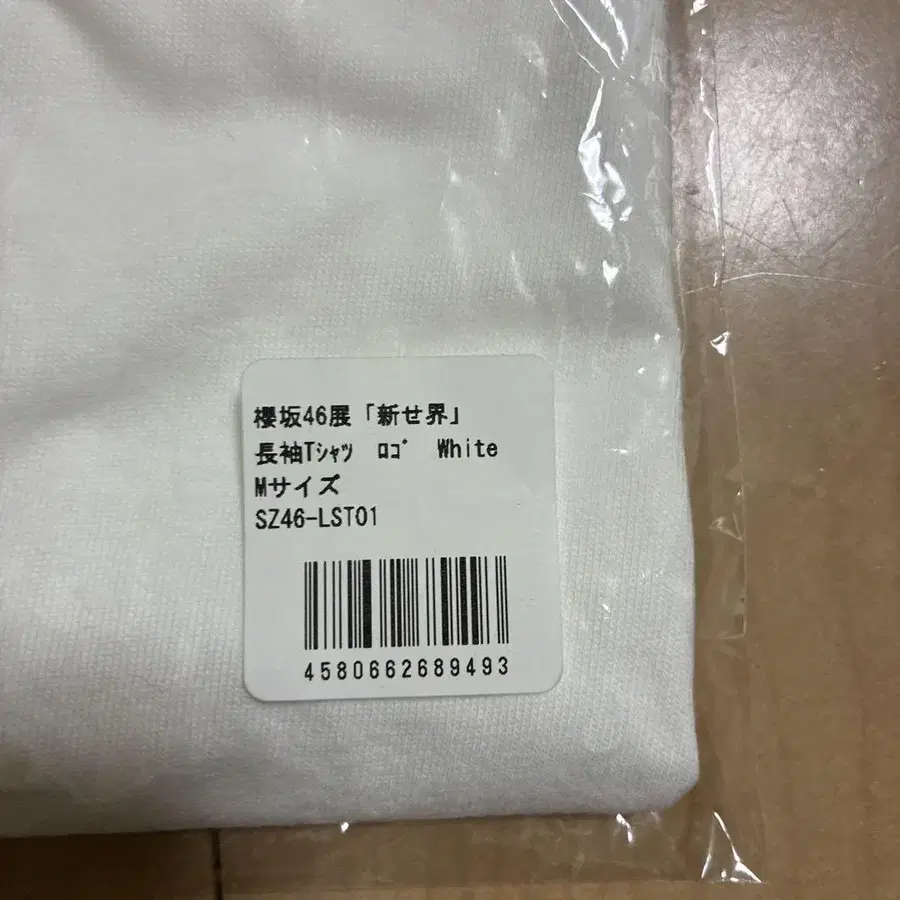 櫻坂46展「新せ界」
長袖Tｼｬﾂ　ﾛｺﾞ　White
Mサイズ
SZ46-LST01
4580662689493